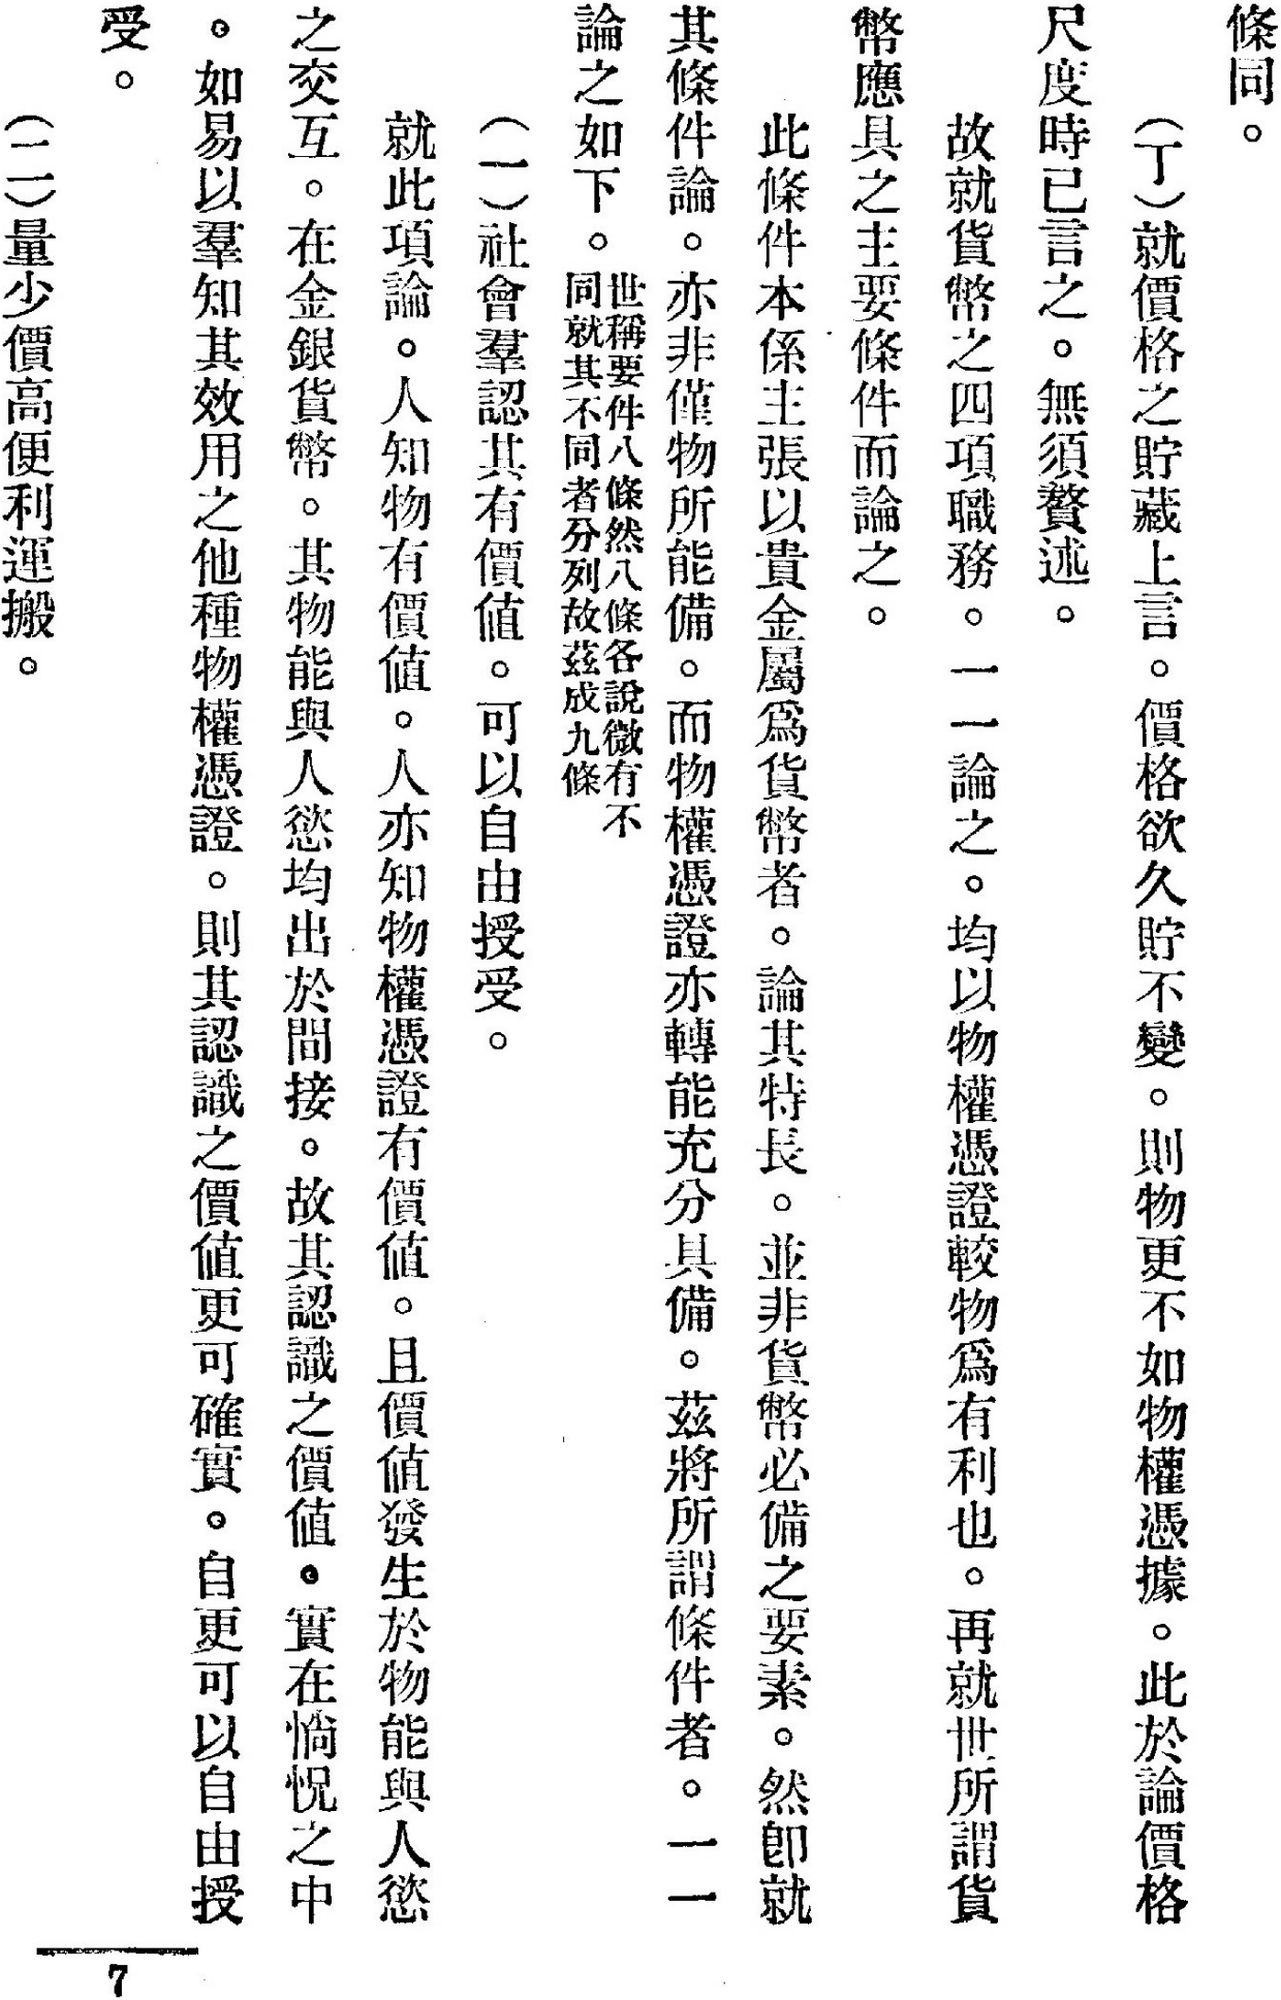 條同。
（丁）就價格之貯藏上言。價格欲久貯不變。則物更不如物權憑據。此於論價格
尺度時已言之。無須贅述。
故就貨幣之四項職務。一一論之。均以物權憑證較物爲有利也。再就世所謂貨
幣應具之主要條件而論之。
此條件本係主張以貴金屬爲貨幣者。論其特長。並非貨幣必備之要素。然卽就
其條件論。亦非僅物所能備。而物權憑證亦轉能充分具備。茲將所謂條件者。一一
論之如下。世稱要件八條然八條各說微有不
同就其不同者分列故茲成九條
（一）社會羣認其有價値。可以自由授受。
就此項論。人知物有價値。人亦知物權憑證有價値。且價値發生於物能與人慾
之交互。在金銀貨幣。其物能與人慾均出於間接。故其認識之價値。實在惝怳之中
。如易以羣知其效用之他種物權憑證。則其認識之價値更可確實。自更可以自由授
受。
（二）量少價高便利運搬。
7